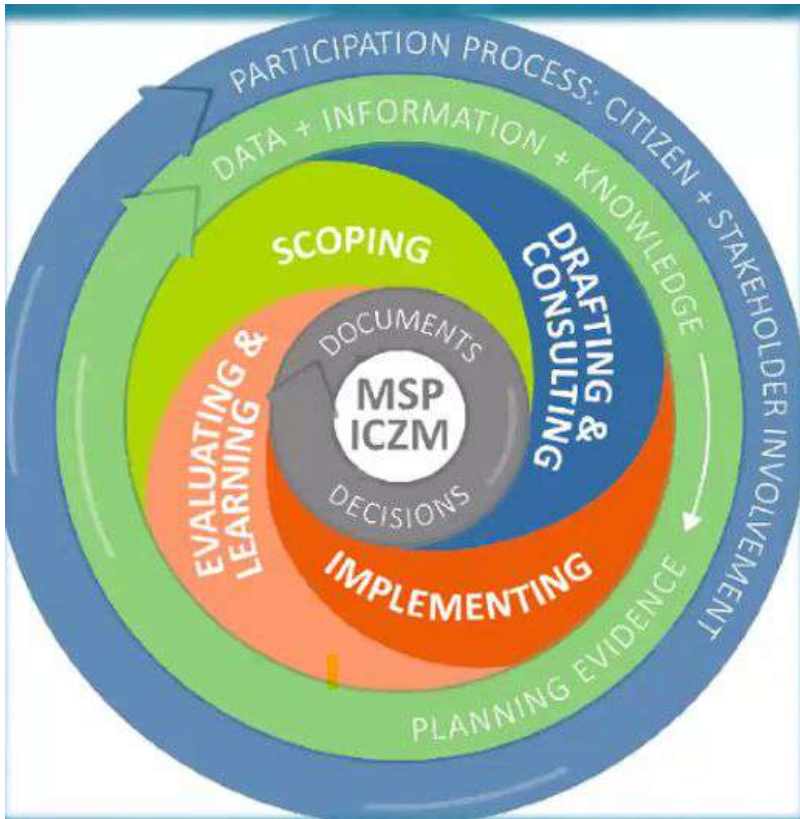 PARTICIPATION PROCESS: CITIZEN + STAKEHOLDER INVOLVEMENT
DATA + INFORMATION + KNOWLEDGE
PLANNING EVIDENCE
SCOPING
DRAFTING &
CONSULTING
IMPLEMENTING
EVALUATING &
LEARNING
DOCUMENTS
DECISIONS
MSP
ICZM